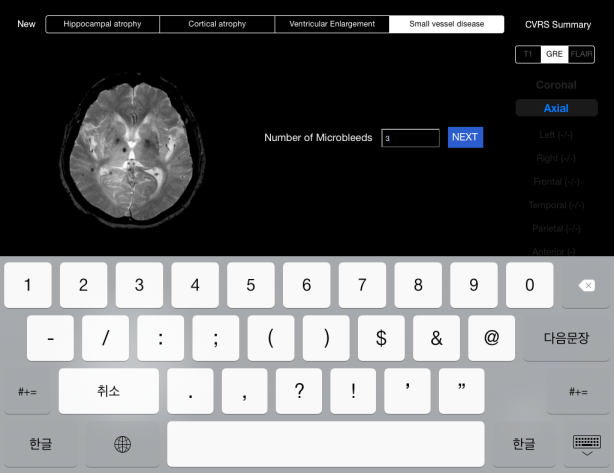 New Hippocampal atrophy Cortical atrophy Ventricular Enlargement Small vessel disease CVRS Summary
T1 GRE FLAIR
Coronal
Axial
Number of Microbleeds 3 NEXT
Left (-/-)
Right (-/-)
Frontal (-/-)
Temporal (-/-)
Parietal (-/-)
Anterior (-)
1 2 3 4 5 6 7 8 9 0
- / : ; ( ) $ & @ 다음문장
#+= 취소 . , ? ! ' " #+=
한글 한글